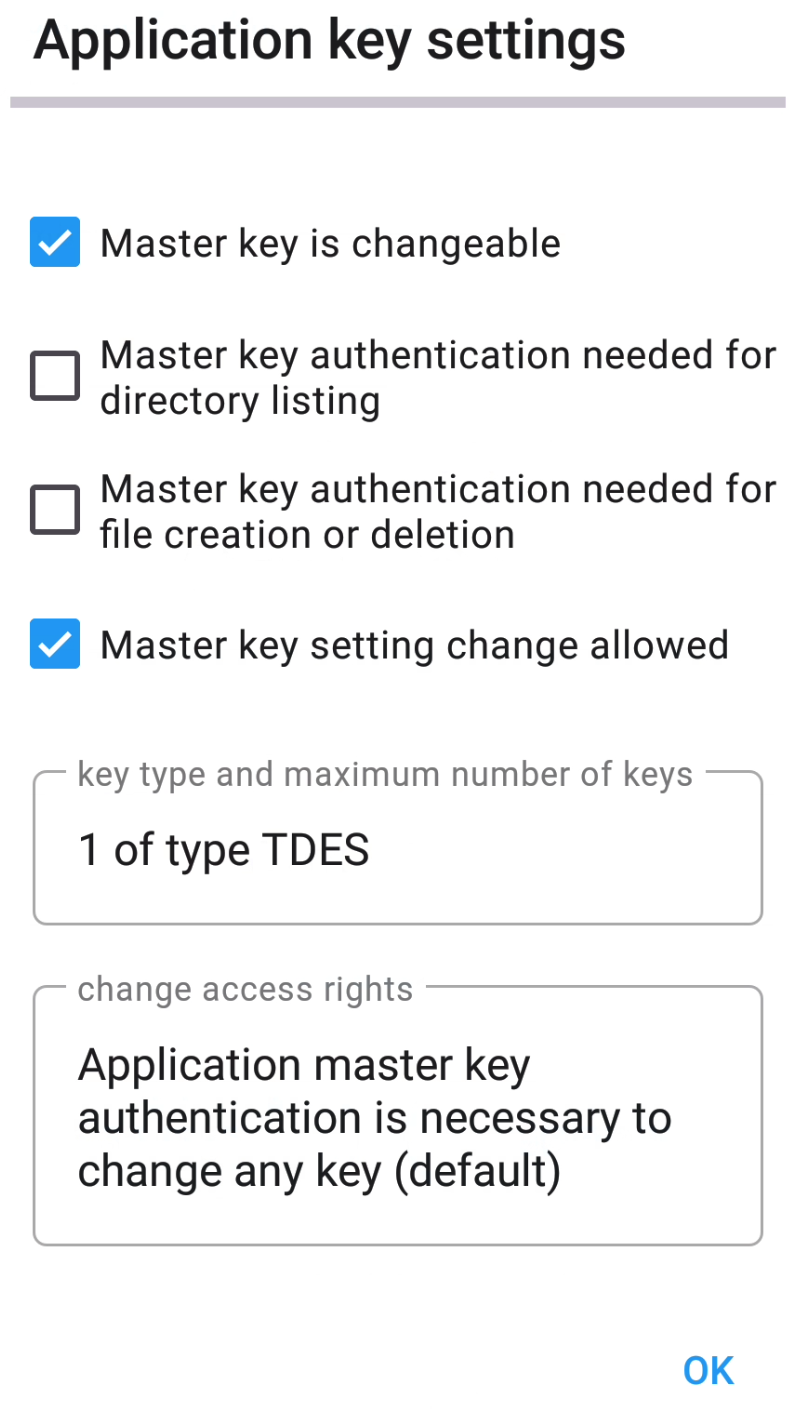 Application key settings
Master key is changeable
Master key authentication needed for
directory listing
Master key authentication needed for
file creation or deletion
Master key setting change allowed
key type and maximum number of keys
1 of type TDES
change access rights
Application master key
authentication is necessary to
change any key (default)
OK